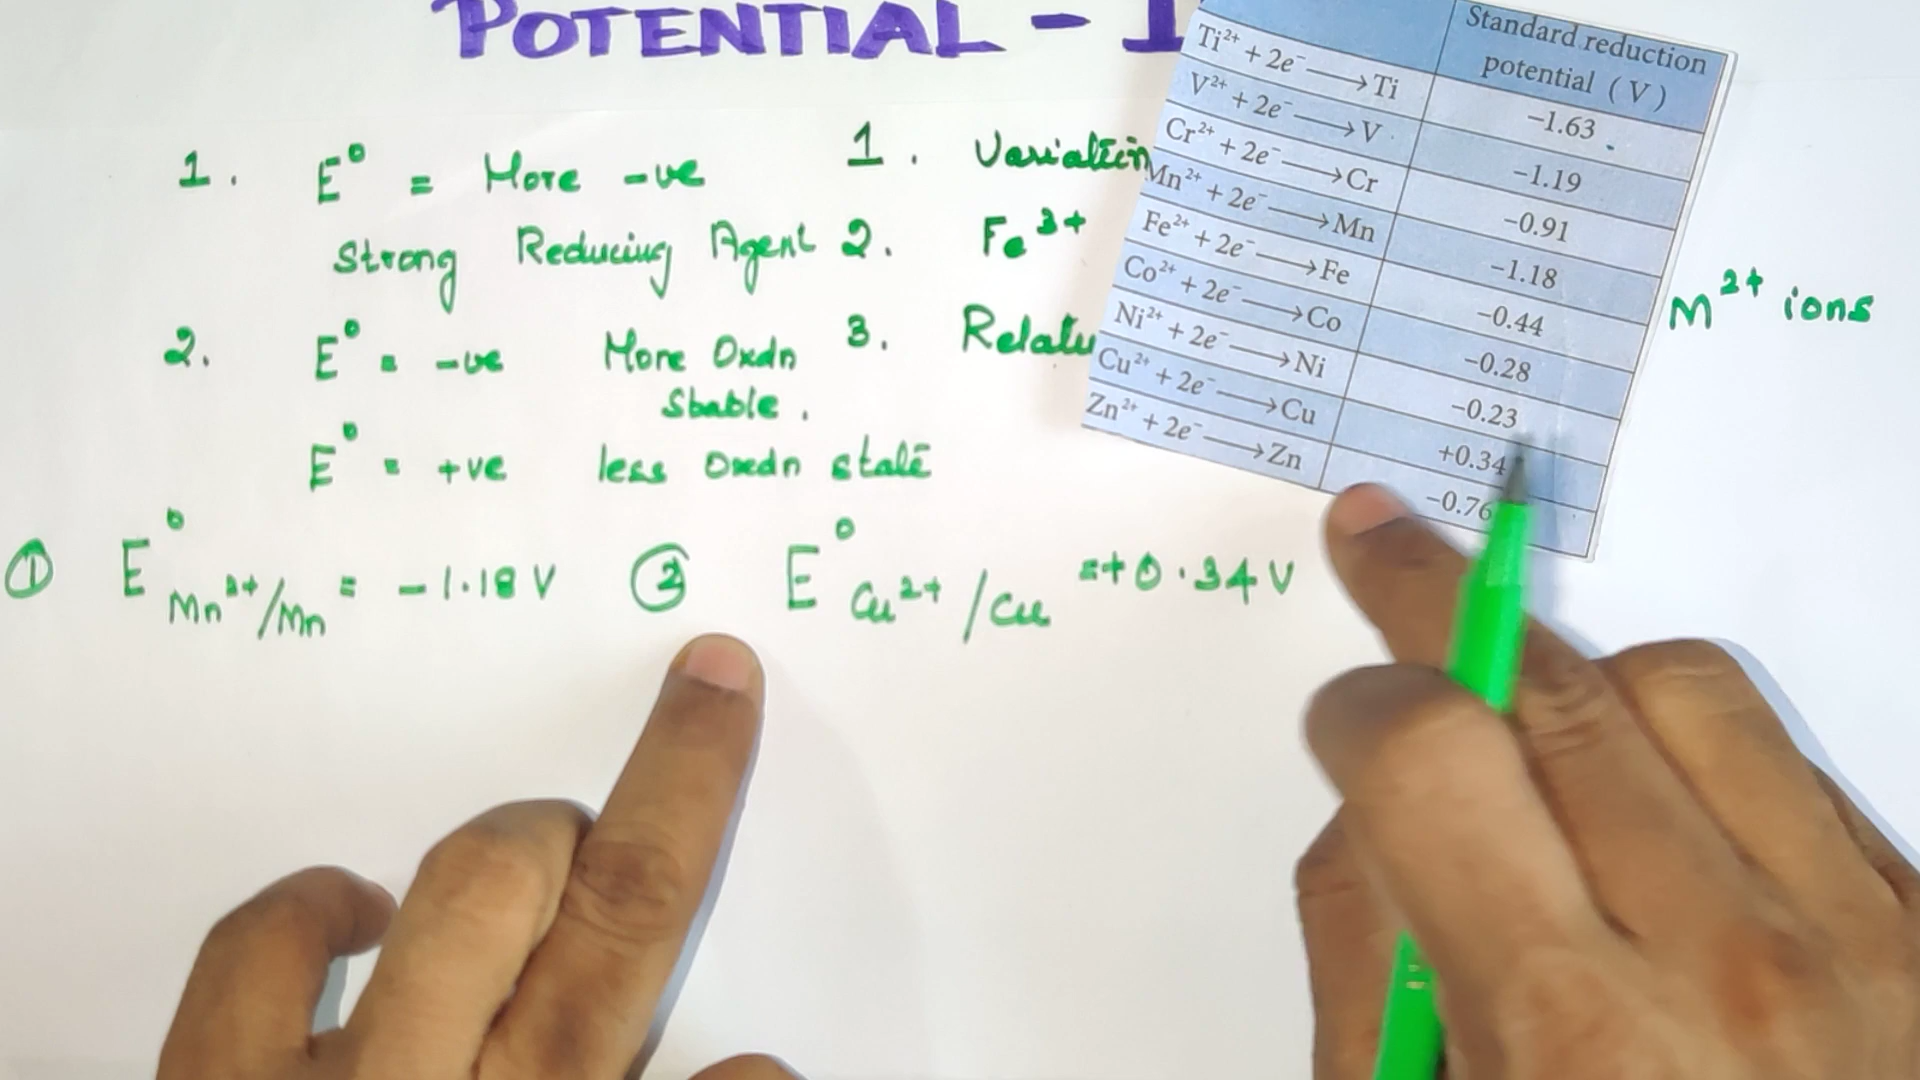 POTENTIAL -
1. E° = More -ve
Strong Reducing Agent
2. E° = -ve More Oxdn
Stable.
E° = +ve less Oxdn state
1. Variation
2. Fe³⁺
3.
Standard reduction
potential (V)
Ti²⁺ + 2e⁻ ⟶ Ti −1.63
V²⁺ + 2e⁻ ⟶ V −1.19
Cr²⁺ + 2e⁻ ⟶ Cr −0.91
Mn²⁺ + 2e⁻ ⟶ Mn −1.18
Fe²⁺ + 2e⁻ ⟶ Fe −0.44
Co²⁺ + 2e⁻ ⟶ Co −0.28
Ni²⁺ + 2e⁻ ⟶ Ni −0.23
Cu²⁺ + 2e⁻ ⟶ Cu +0.34
Zn²⁺ + 2e⁻ ⟶ Zn −0.76
M²⁺ ions
① E° Mn²⁺/Mn = -1.18 V
② E° Cu²⁺/Cu =+0.34 V